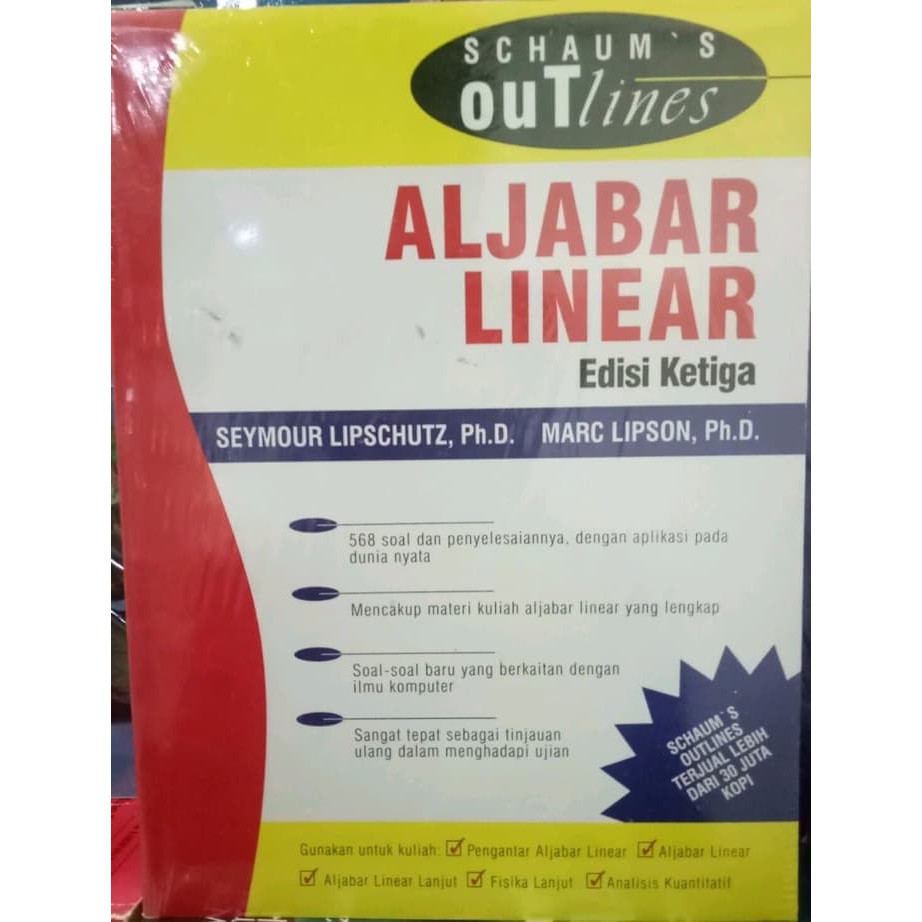 SCHAUM`S
ouTlines
ALJABAR
LINEAR
Edisi Ketiga
SEYMOUR LIPSCHUTZ, Ph.D. MARC LIPSON, Ph.D.
568 soal dan penyelesaiannya, dengan aplikasi pada
dunia nyata
Mencakup materi kuliah aljabar linear yang lengkap
Soal-soal baru yang berkaitan dengan
ilmu komputer
Sangat tepat sebagai tinjauan
ulang dalam menghadapi ujian
SCHAUM`S
OUTLINES
TERJUAL LEBIH
DARI 30 JUTA
KOPI
Gunakan untuk kuliah: ☑ Pengantar Aljabar Linear ☑ Aljabar Linear
☑ Aljabar Linear Lanjut ☑ Fisika Lanjut ☑ Analisis Kuantitatif